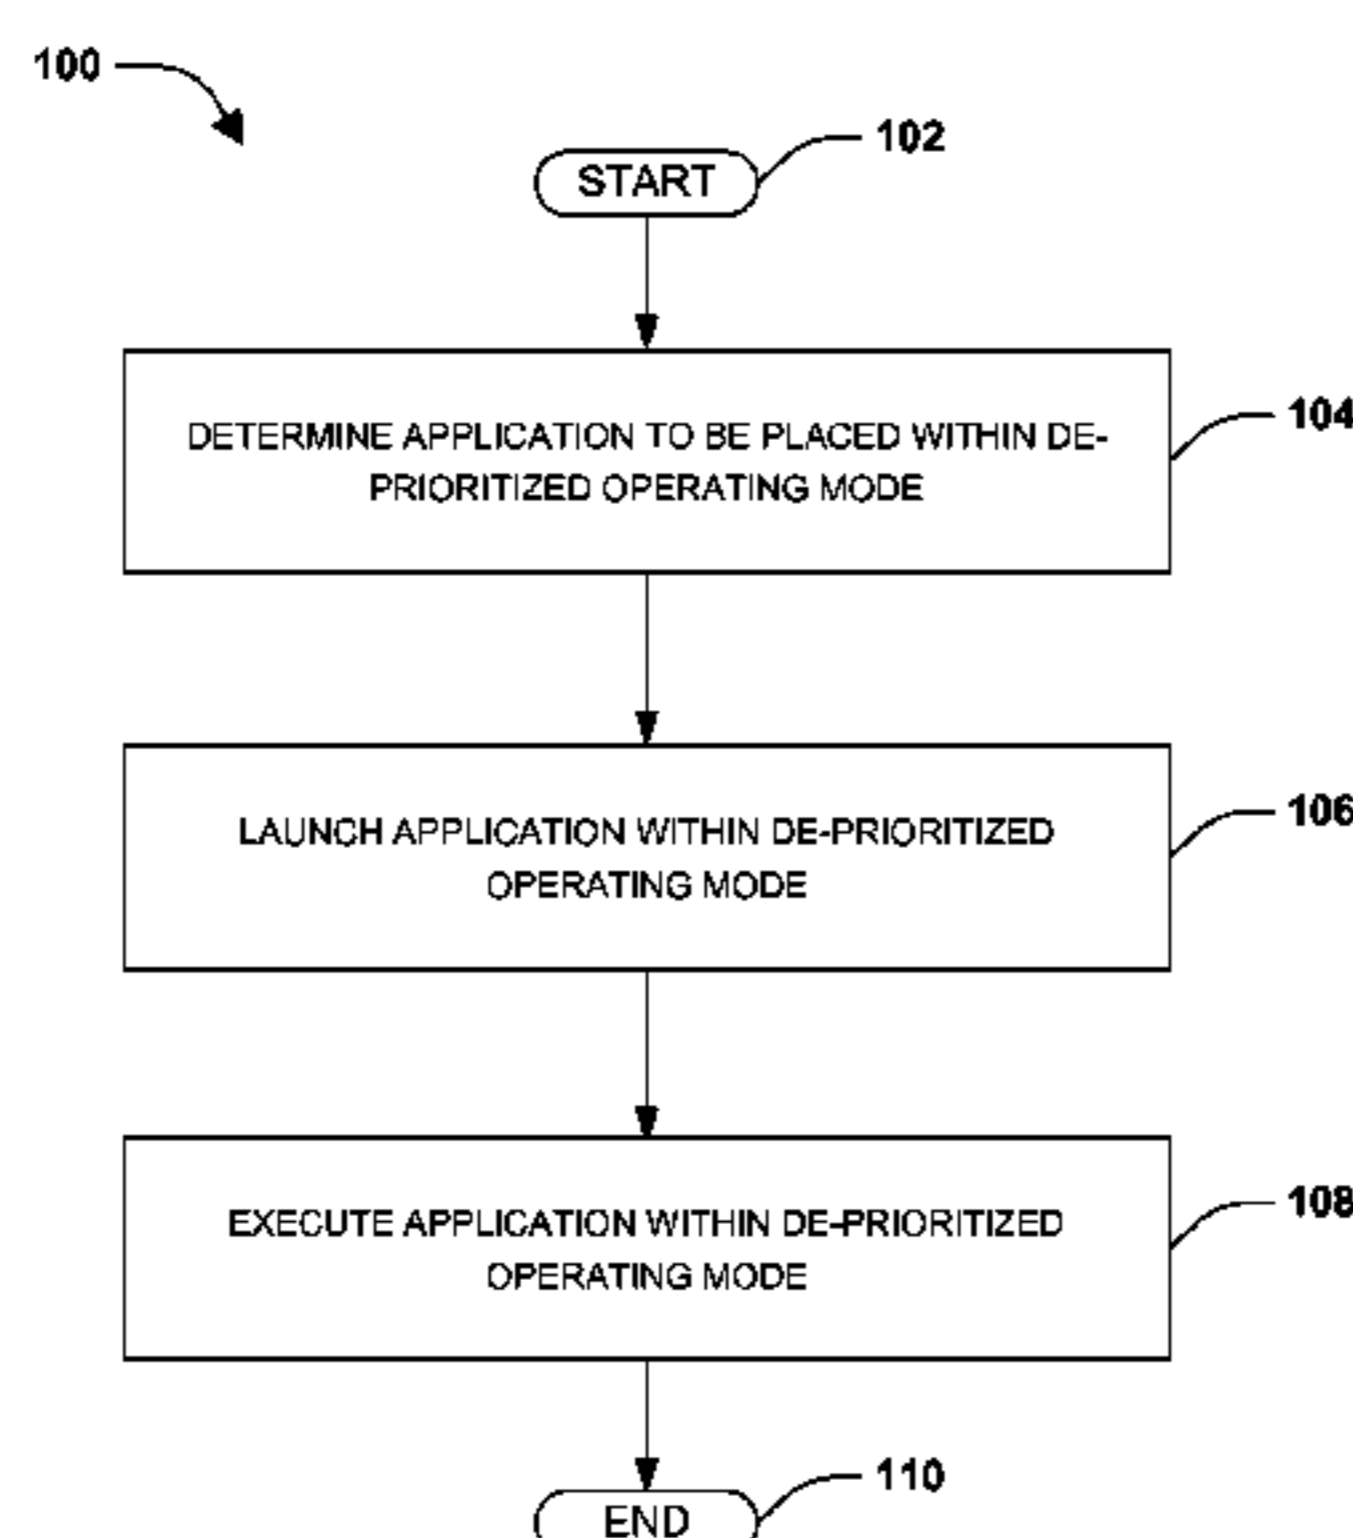 100
102
START
104
DETERMINE APPLICATION TO BE PLACED WITHIN DE-
PRIORITIZED OPERATING MODE
106
LAUNCH APPLICATION WITHIN DE-PRIORITIZED
OPERATING MODE
108
EXECUTE APPLICATION WITHIN DE-PRIORITIZED
OPERATING MODE
110
END